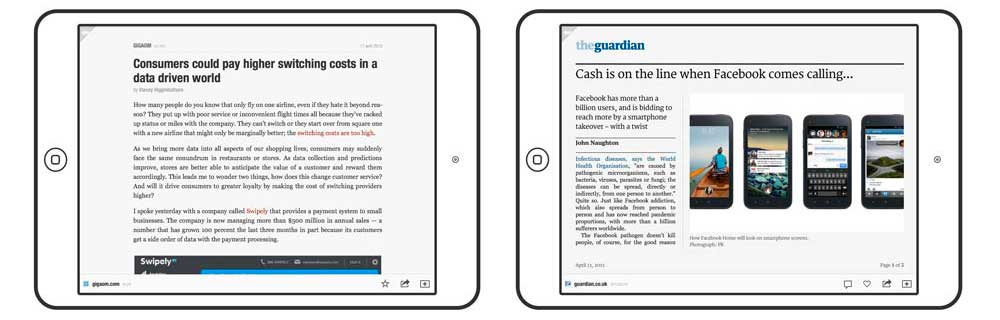 GIGAOM
17 avril 2013
Consumers could pay higher switching costs in a
data driven world
by Stacey Higginbotham
How many people do you know that only fly on one airline, even if they hate it beyond rea-
son? They put up with poor service or inconvenient flight times all because they've racked
up status or miles with the company. They can't switch or they start over from square one
with a new airline that might only be marginally better; the switching costs are too high.
As we bring more data into all aspects of our shopping lives, consumers may suddenly
face the same conundrum in restaurants or stores. As data collection and predictions
improve, stores are better able to anticipate the value of a customer and reward them
accordingly. This leads me to wonder two things, how does this change customer service?
And will it drive consumers to greater loyalty by making the cost of switching providers
higher?
I spoke yesterday with a company called Swipely that provides a payment system to small
businesses. The company is now managing more than $500 million in annual sales — a
number that has grown 100 percent the last three months in part because its customers
get a side order of data with the payment processing.
Swipely
gigaom.com
theguardian
Cash is on the line when Facebook comes calling...
Facebook has more than a
billion users, and is bidding to
reach more by a smartphone
takeover – with a twist
John Naughton
Infectious diseases, says the World
Health Organisation, "are caused by
pathogenic microorganisms, such as
bacteria, viruses, parasites or fungi; the
diseases can be spread, directly or
indirectly, from one person to another."
Quite so. Just like Facebook addiction,
which also spreads from person to
person and has now reached pandemic
proportions, with more than a billion
sufferers worldwide.
The Facebook pathogen doesn't kill
people, of course, for the good reason
How Facebook Home will look on smartphone screens.
Photograph: PR
April 13, 2013
Page 1 of 2
guardian.co.uk